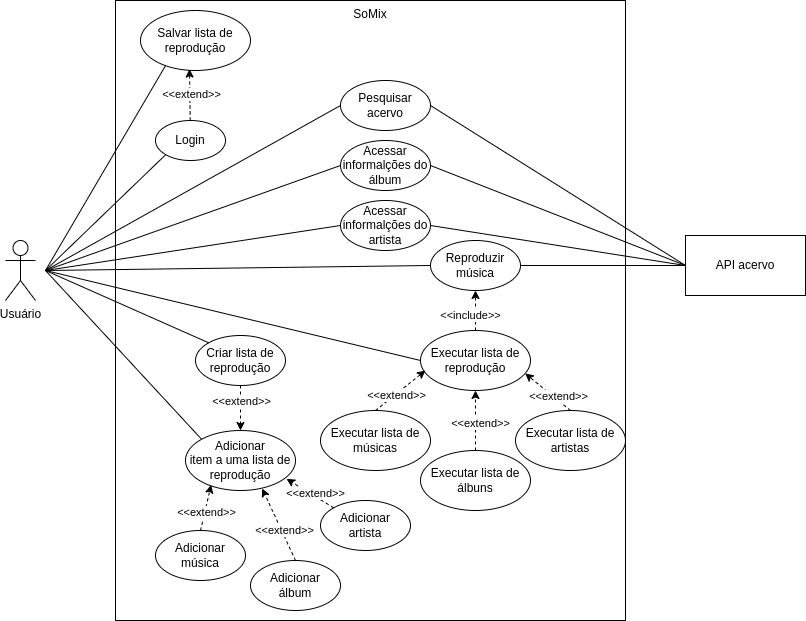 SoMix
Salvar lista de
reprodução
<<extend>>
Login
Pesquisar
acervo
Acessar
informalções do
álbum
Acessar
informalções do
artista
Reproduzir
música
API acervo
Usuário
<<include>>
Criar lista de
reprodução
Executar lista de
reprodução
<<extend>>
<<extend>>
<<extend>>
<<extend>>
Executar lista de
músicas
Executar lista de
álbuns
Executar lista de
artistas
Adicionar
item a uma lista de
reprodução
<<extend>>
<<extend>>
<<extend>>
Adicionar
música
Adicionar
álbum
Adicionar
artista